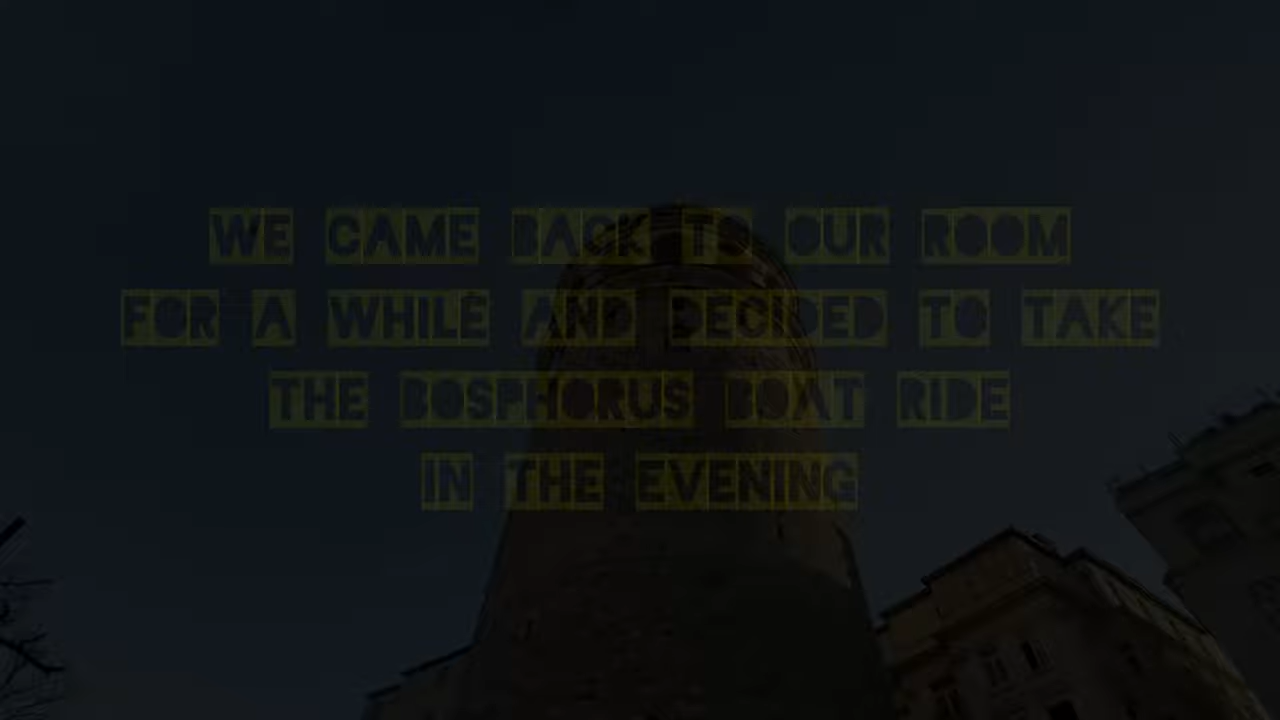 WE CAME BACK TO OUR ROOM
FOR A WHILE AND DECIDED TO TAKE
THE BOSPHORUS BOAT RIDE
IN THE EVENING